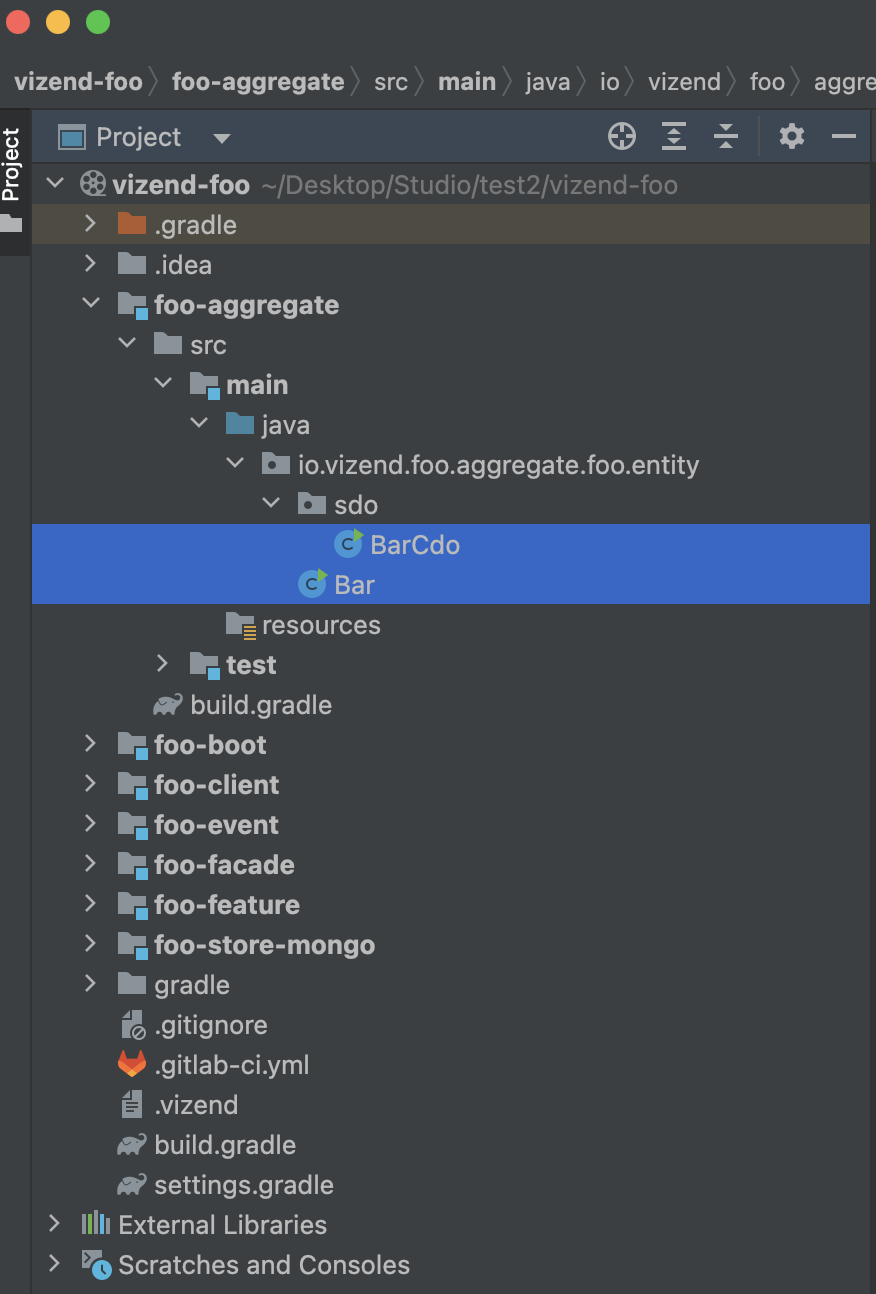 vizend-foo foo-aggregate src main java io vizend foo aggre
Project
Project
vizend-foo ~/Desktop/Studio/test2/vizend-foo
.gradle
.idea
foo-aggregate
src
main
java
io.vizend.foo.aggregate.foo.entity
sdo
C BarCdo
C Bar
resources
test
build.gradle
foo-boot
foo-client
foo-event
foo-facade
foo-feature
foo-store-mongo
gradle
.gitignore
.gitlab-ci.yml
.vizend
build.gradle
settings.gradle
External Libraries
Scratches and Consoles